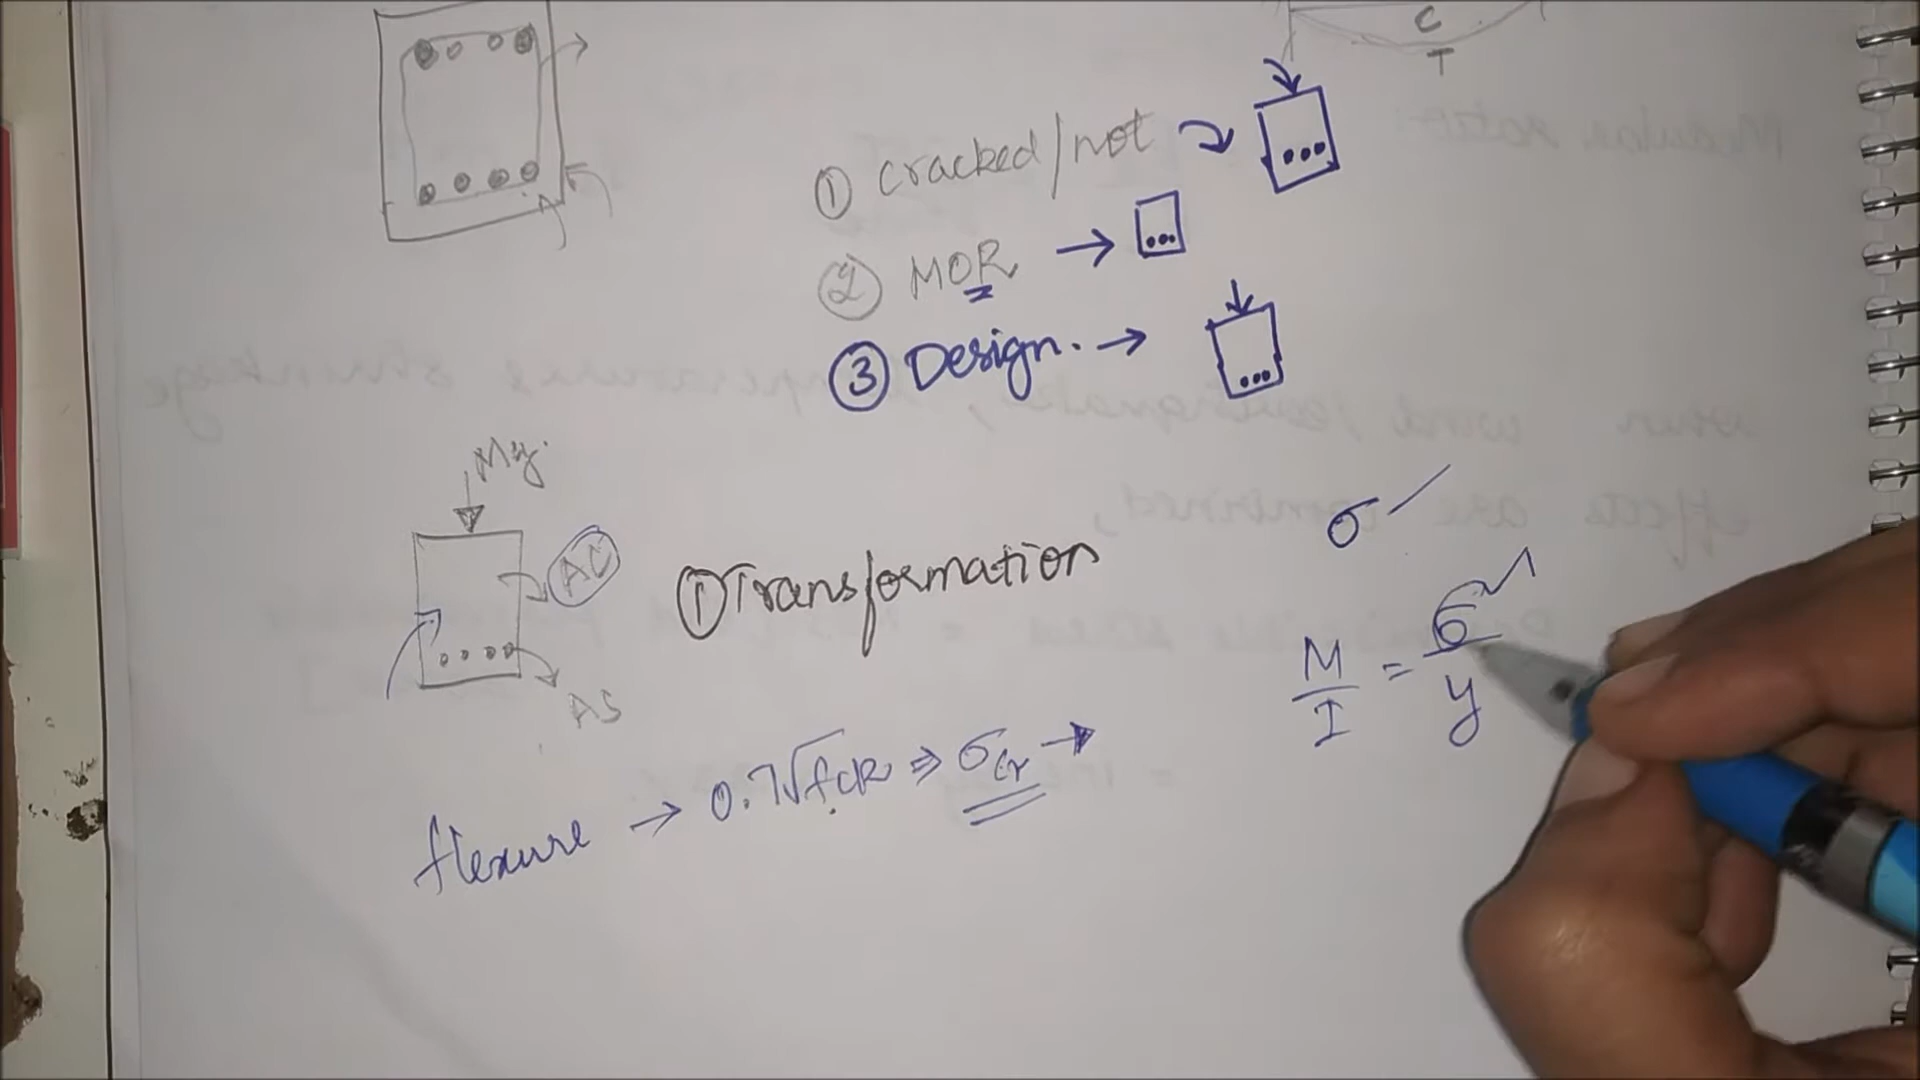 C
T
① cracked/not
② MOR →
③ Design. →
My
AC
① Transformation
AS
σ
M/I = σ/y
flexure → 0.7√fck ⇒ σcr →